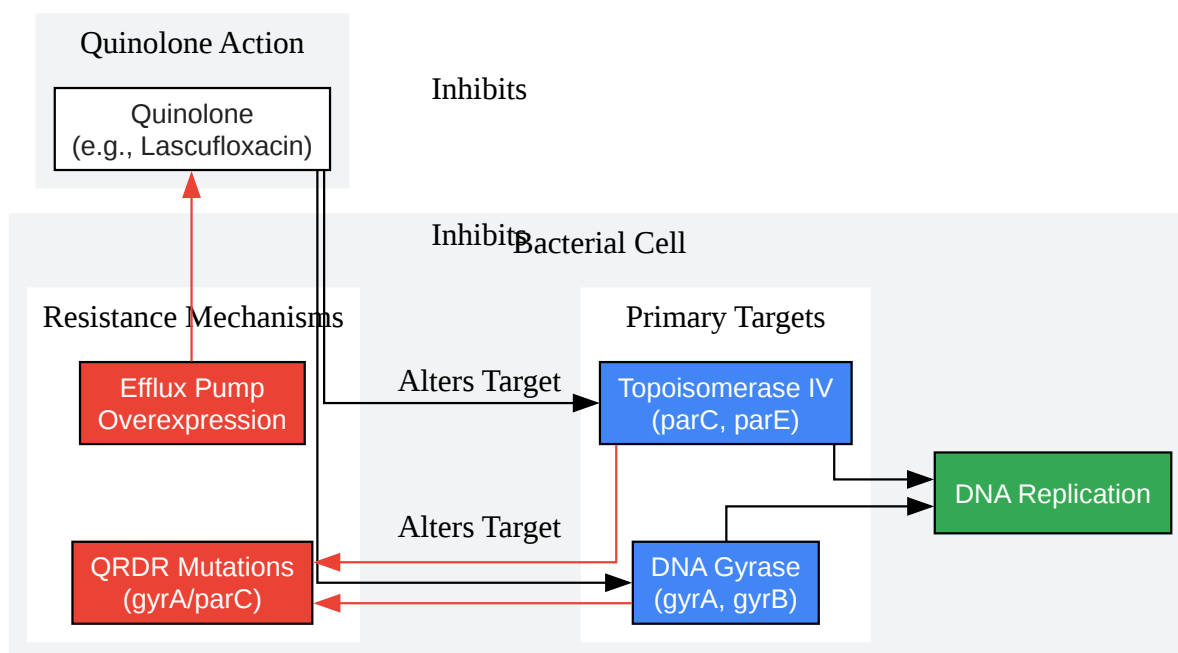 Quinolone Action
Inhibits
Quinolone
(e.g., Lascufloxacin)
Inhibits
Bacterial Cell
Resistance Mechanisms
Primary Targets
Efflux Pump
Overexpression
Alters Target
Topoisomerase IV
(parC, parE)
DNA Replication
Alters Target
QRDR Mutations
(gyrA/parC)
DNA Gyrase
(gyrA, gyrB)